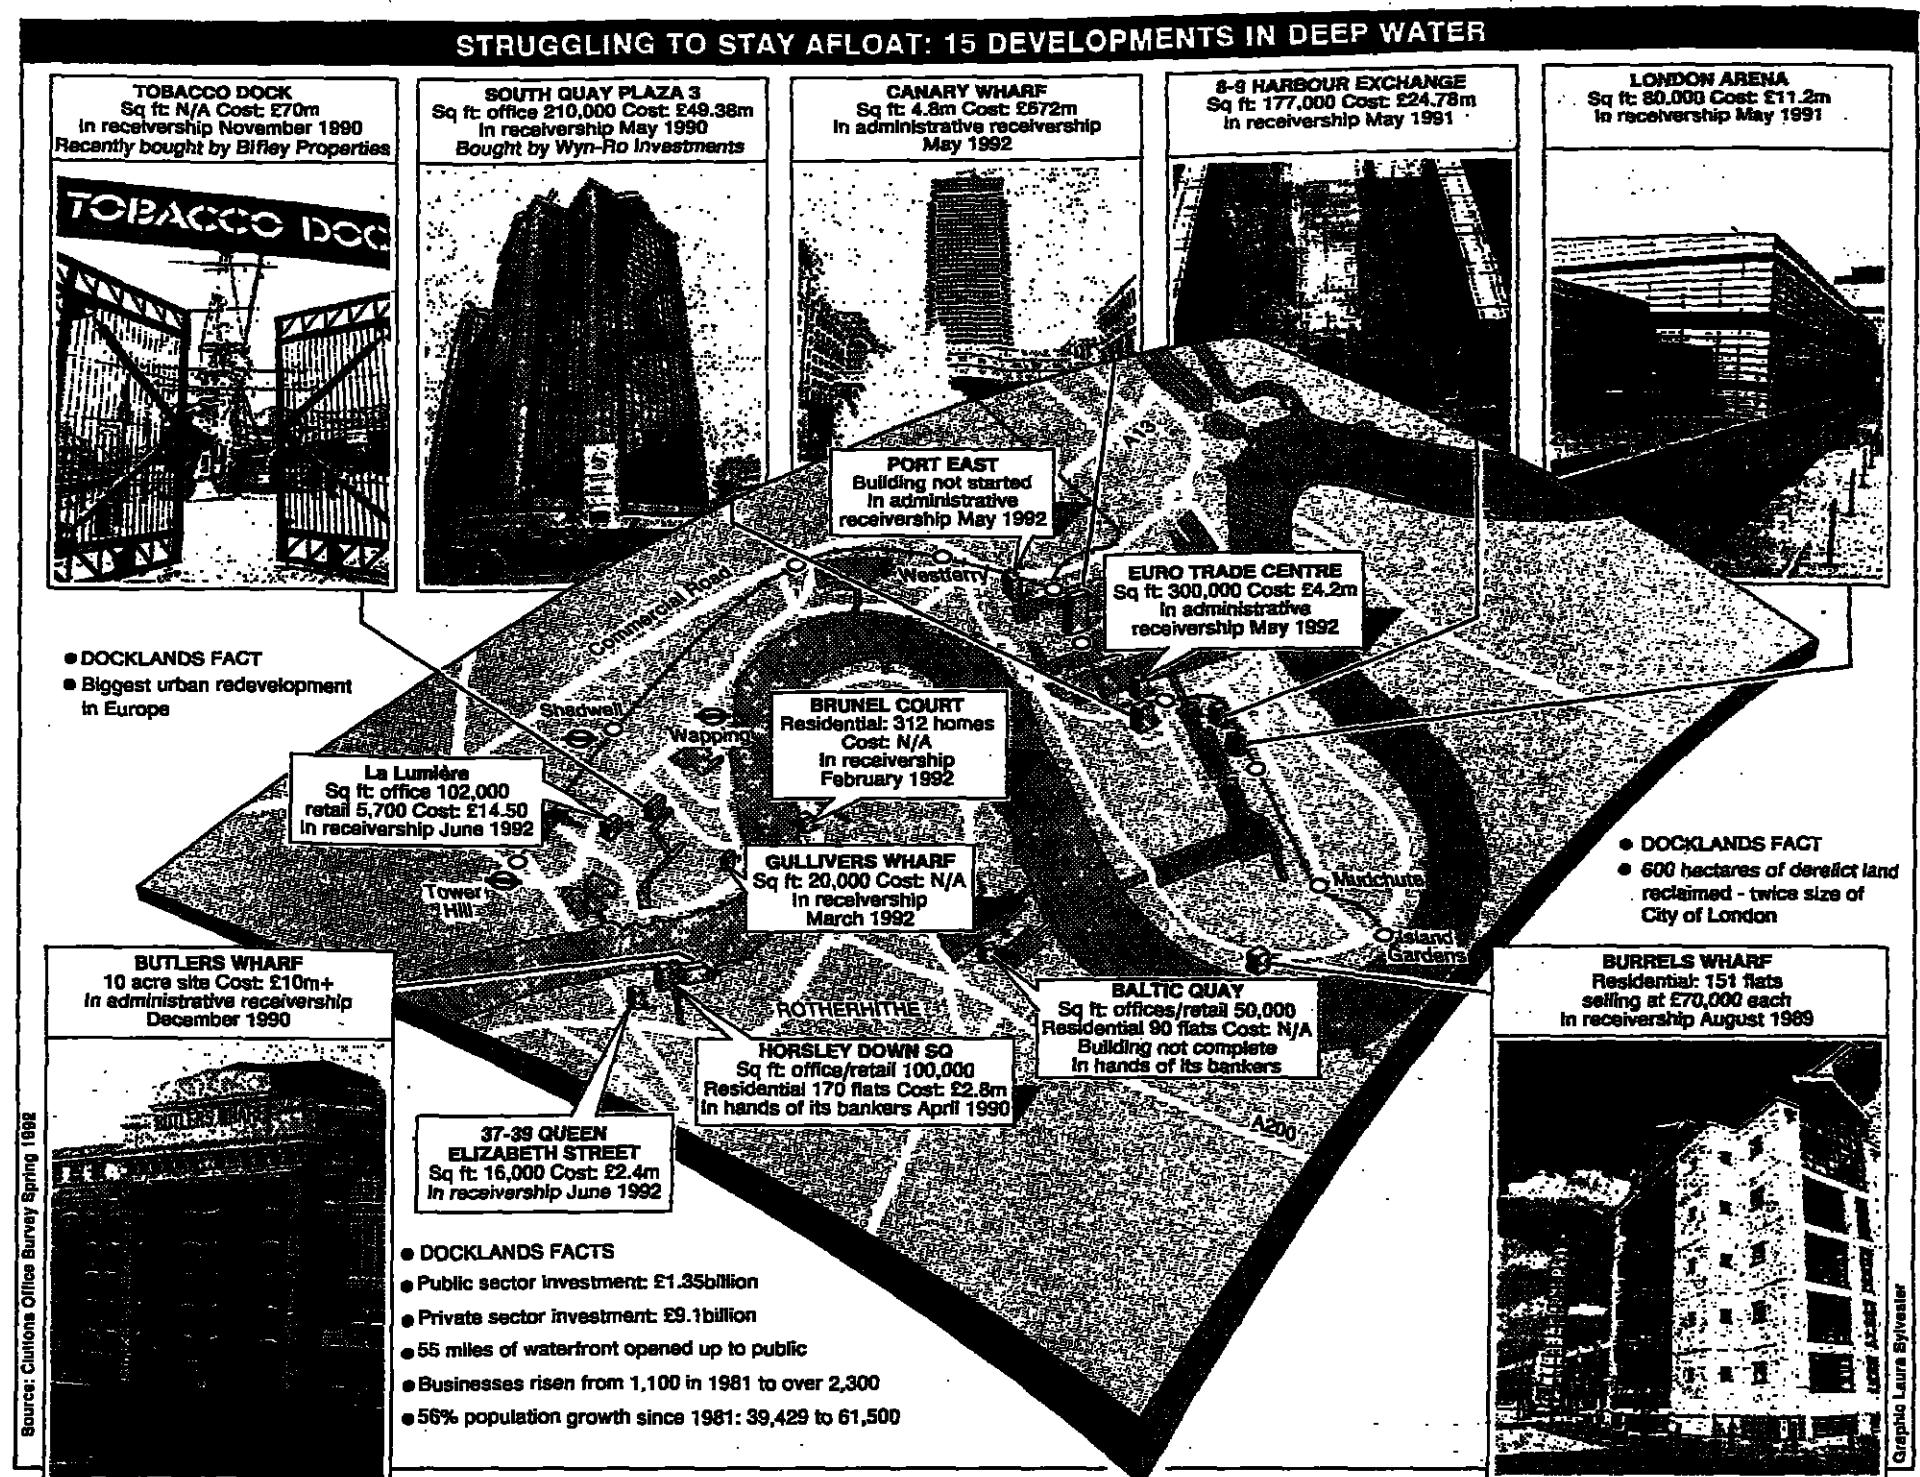 STRUGGLING TO STAY AFLOAT: 15 DEVELOPMENTS IN DEEP WATER
TOBACCO DOCK
Sq ft: N/A Cost: £70m
In receivership November 1990
Recently bought by Bifley Properties
TOBACCO DOC
SOUTH QUAY PLAZA 3
Sq ft: office 210,000 Cost: £49.38m
In receivership May 1990
Bought by Wyn-Ro Investments
CANARY WHARF
Sq ft: 4.8m Cost: £672m
In administrative receivership
May 1992
8-9 HARBOUR EXCHANGE
Sq ft: 177,000 Cost: £24.78m
In receivership May 1991
LONDON ARENA
Sq ft: 80,000 Cost: £11.2m
In receivership May 1991
A13
PORT EAST
Building not started
In administrative
receivership May 1992
Westferry
Commercial Road
EURO TRADE CENTRE
Sq ft: 300,000 Cost: £4.2m
In administrative
receivership May 1992
● DOCKLANDS FACT
● Biggest urban redevelopment
in Europe
Shadwell
Wapping
BRUNEL COURT
Residential: 312 homes
Cost: N/A
In receivership
February 1992
La Lumière
Sq ft: office 102,000
retail 5,700 Cost: £14.50
In receivership June 1992
Tower
Hill
GULLIVERS WHARF
Sq ft: 20,000 Cost: N/A
In receivership
March 1992
Mudchute
Island
Gardens
● DOCKLANDS FACT
● 600 hectares of derelict land
reclaimed - twice size of
City of London
BUTLERS WHARF
10 acre site Cost: £10m+
In administrative receivership
December 1990
BUTLERS WHARF
ROTHERHITHE
BALTIC QUAY
Sq ft: offices/retail 50,000
Residential 90 flats Cost: N/A
Building not complete
In hands of its bankers
BURRELS WHARF
Residential: 151 flats
selling at £70,000 each
In receivership August 1989
HORSLEY DOWN SQ
Sq ft: office/retail 100,000
Residential 170 flats Cost: £2.8m
In hands of its bankers April 1990
37-39 QUEEN
ELIZABETH STREET
Sq ft: 16,000 Cost: £2.4m
In receivership June 1992
A200
● DOCKLANDS FACTS
● Public sector investment: £1.35billion
● Private sector investment: £9.1billion
● 55 miles of waterfront opened up to public
● Businesses risen from 1,100 in 1981 to over 2,300
● 56% population growth since 1981: 39,429 to 61,500
Source: Cluttons Office Survey Spring 1992
Graphic Laura Sylvester